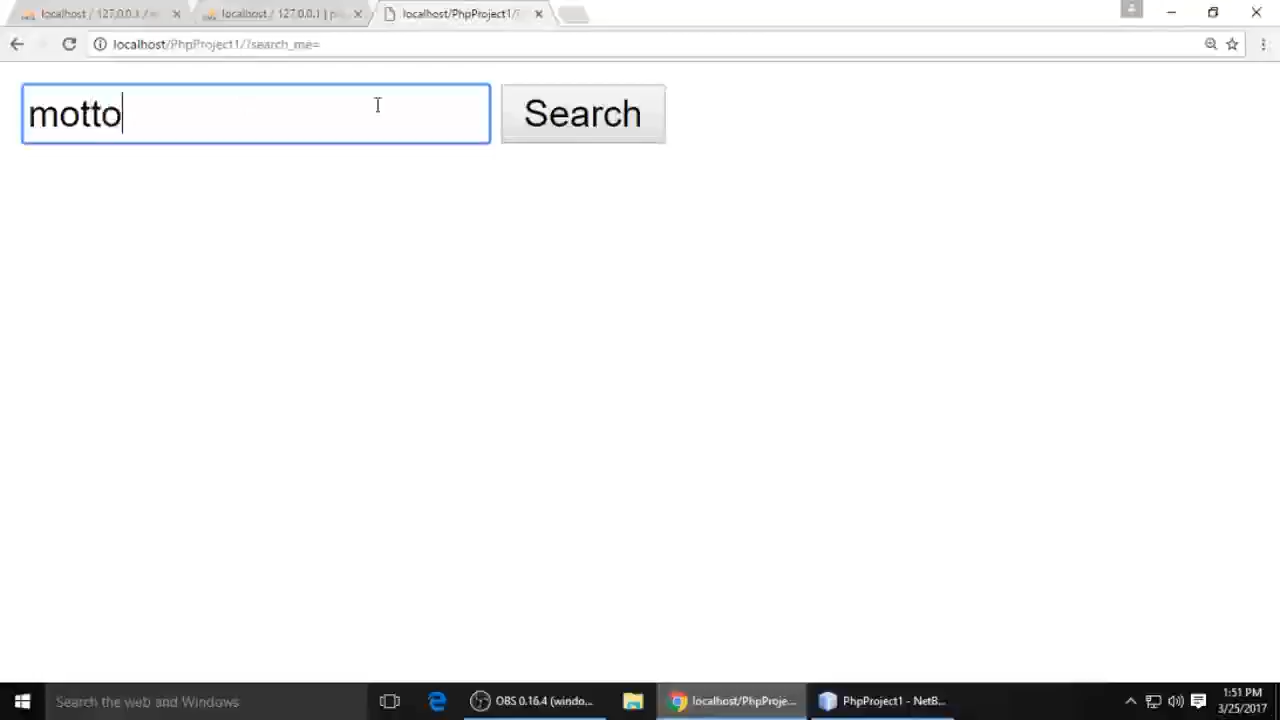 localhost / 127.0.0.1 / 
localhost / 127.0.0.1 | p
localhost/PhpProject1/?
localhost/PhpProject1/?search_me=
motto
Search
Search the web and Windows
OBS 0.16.4 (windo...
localhost/PhpProje...
PhpProject1 - NetB...
1:51 PM
3/25/2017